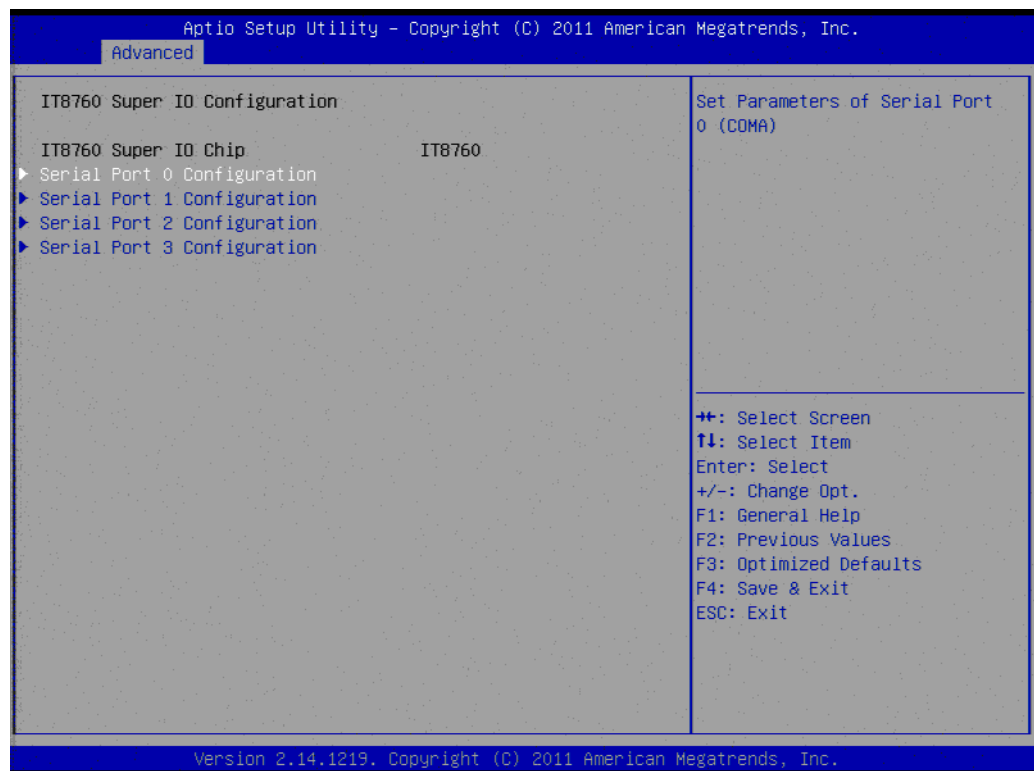 Aptio Setup Utility – Copyright (C) 2011 American Megatrends, Inc.
Advanced
IT8760 Super IO Configuration
IT8760 Super IO Chip IT8760
Serial Port 0 Configuration
Serial Port 1 Configuration
Serial Port 2 Configuration
Serial Port 3 Configuration
Set Parameters of Serial Port
0 (COMA)
→←: Select Screen
↑↓: Select Item
Enter: Select
+/-: Change Opt.
F1: General Help
F2: Previous Values
F3: Optimized Defaults
F4: Save & Exit
ESC: Exit
Version 2.14.1219. Copyright (C) 2011 American Megatrends, Inc.